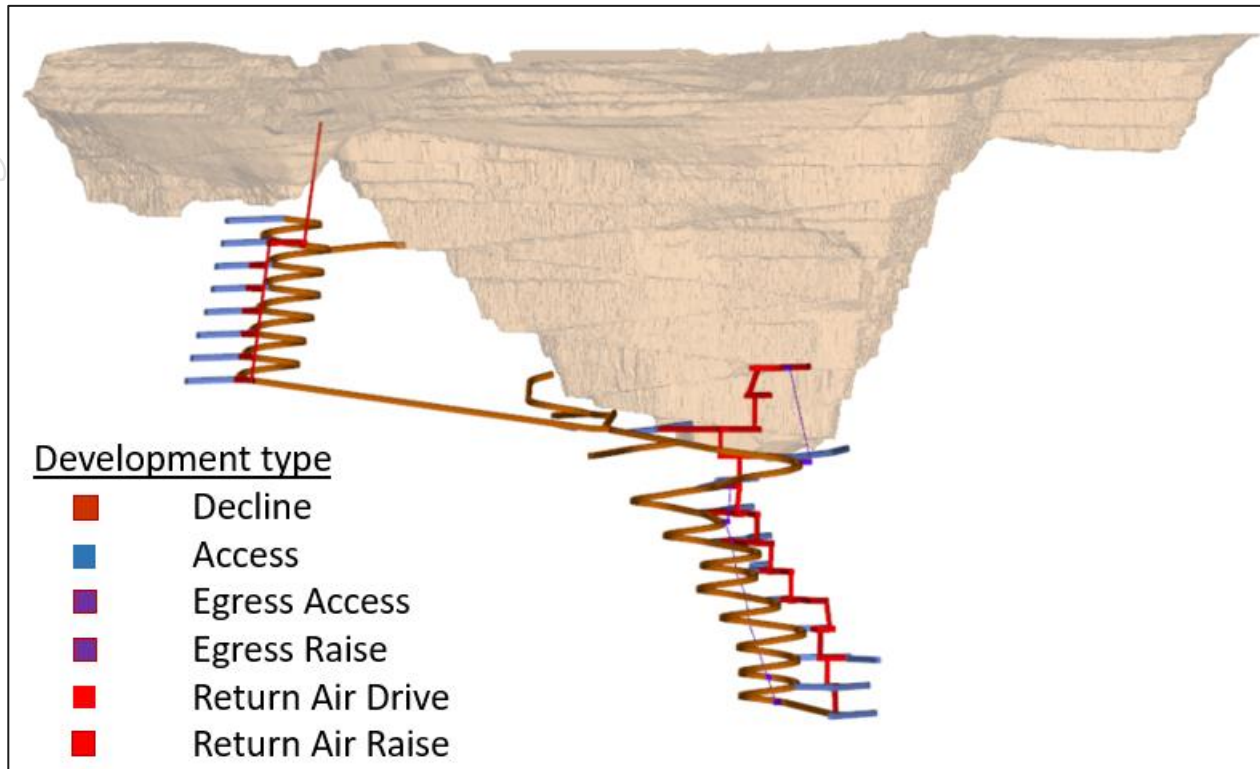 Development type
Decline
Access
Egress Access
Egress Raise
Return Air Drive
Return Air Raise